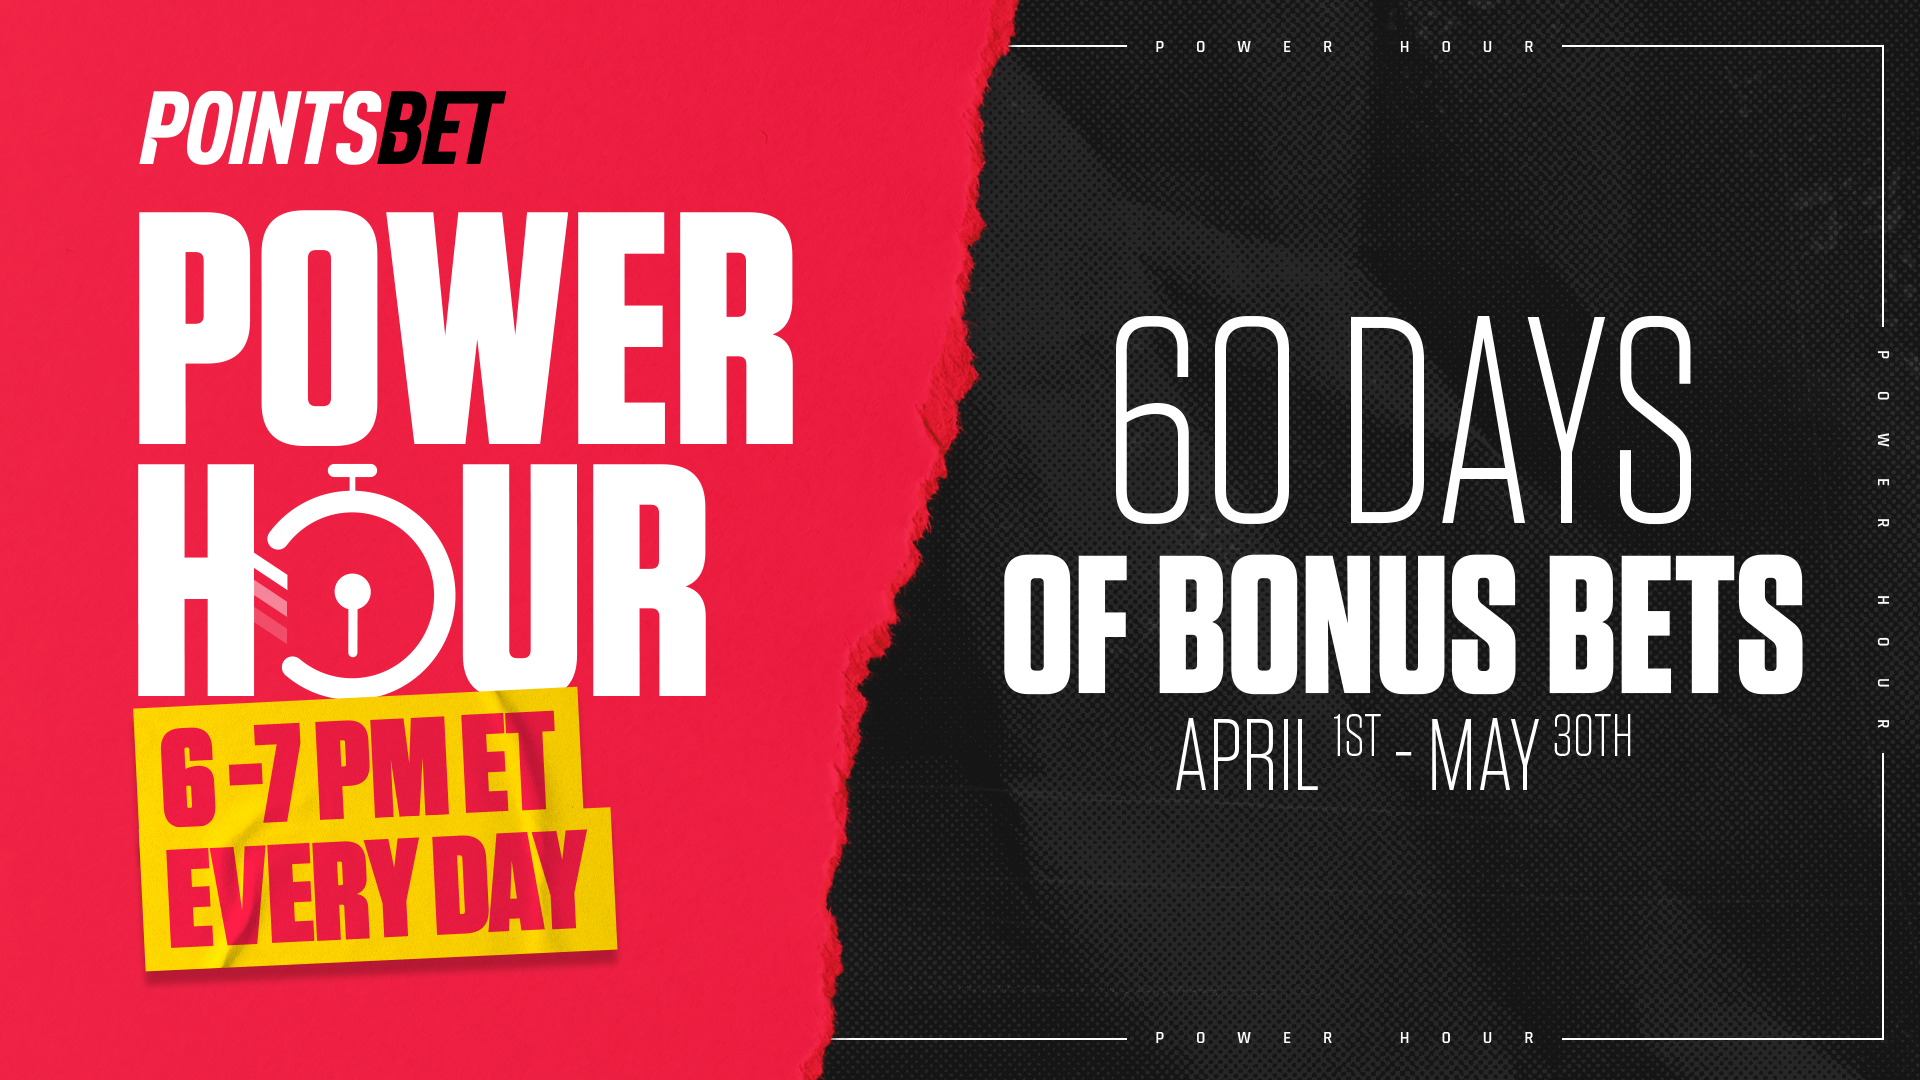 POINTSBET
POWER
HOUR
6-7 PM ET
EVERY DAY
POWER HOUR
60 DAYS
OF BONUS BETS
APRIL 1ST - MAY 30TH
POWER HOUR
POWER HOUR